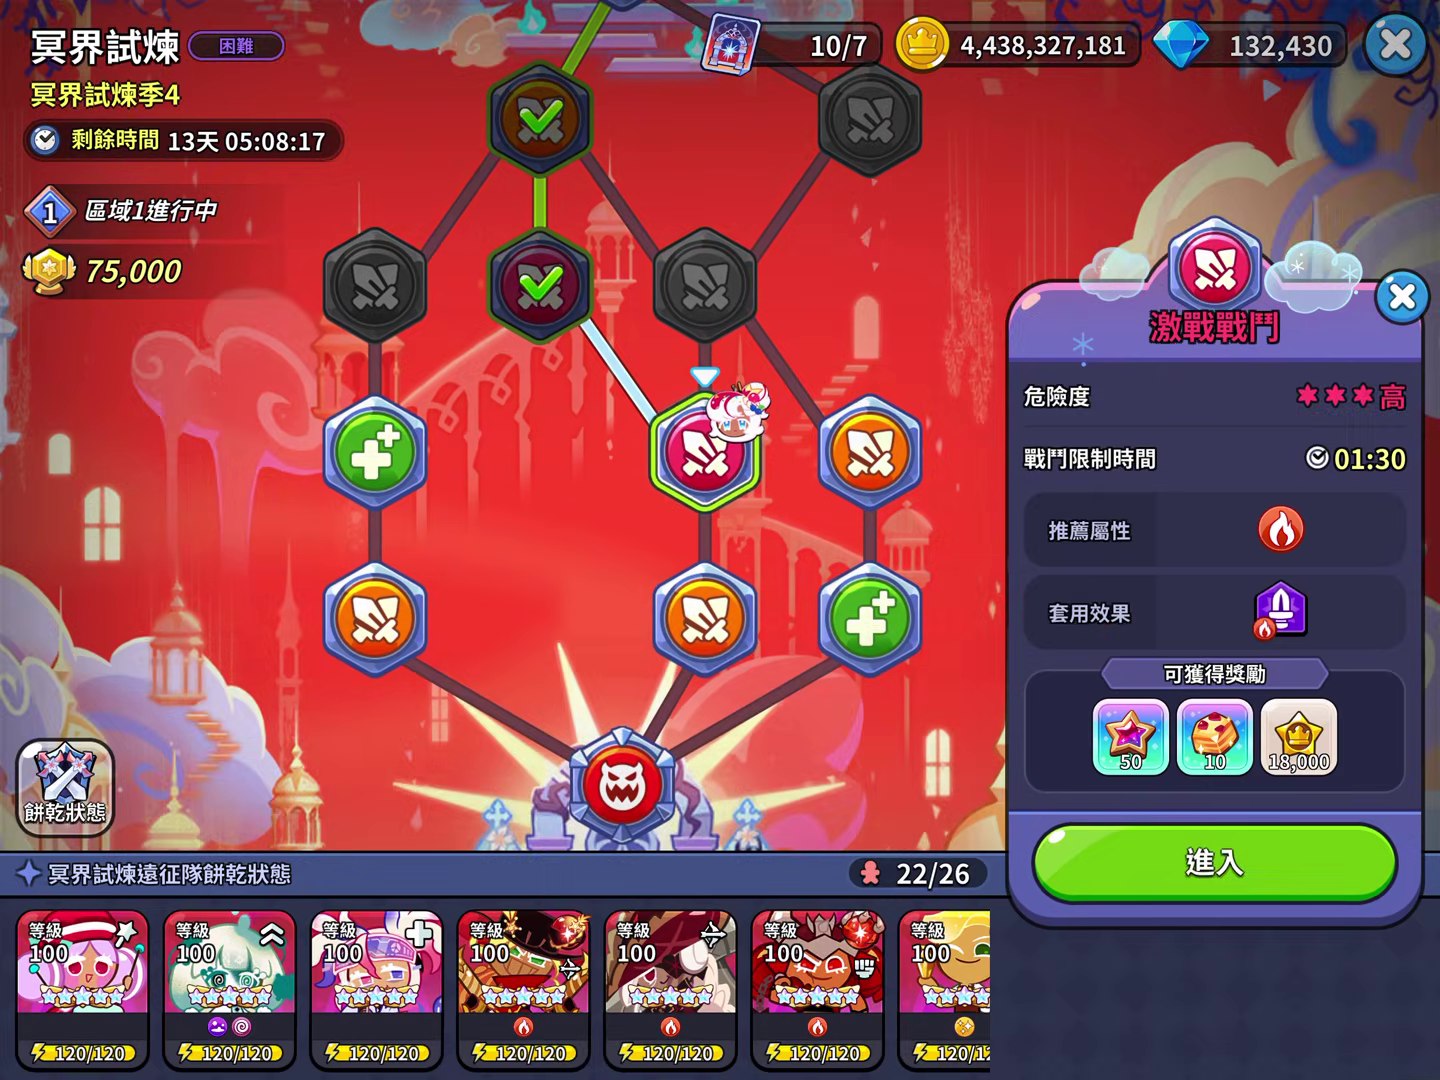 冥界試煉 困難
冥界試煉季4
剩餘時間 13天 05:08:17
1 區域1進行中
75,000
10/7
4,438,327,181
132,430
激戰戰鬥
危險度 高
戰鬥限制時間 01:30
推薦屬性
套用效果
可獲得獎勵
50
10
18,000
進入
餅乾狀態
冥界試煉遠征隊餅乾狀態
22/26
等級 100
120/120
等級 100
120/120
等級 100
120/120
等級 100
120/120
等級 100
120/120
等級 100
120/120
等級 100
120/12